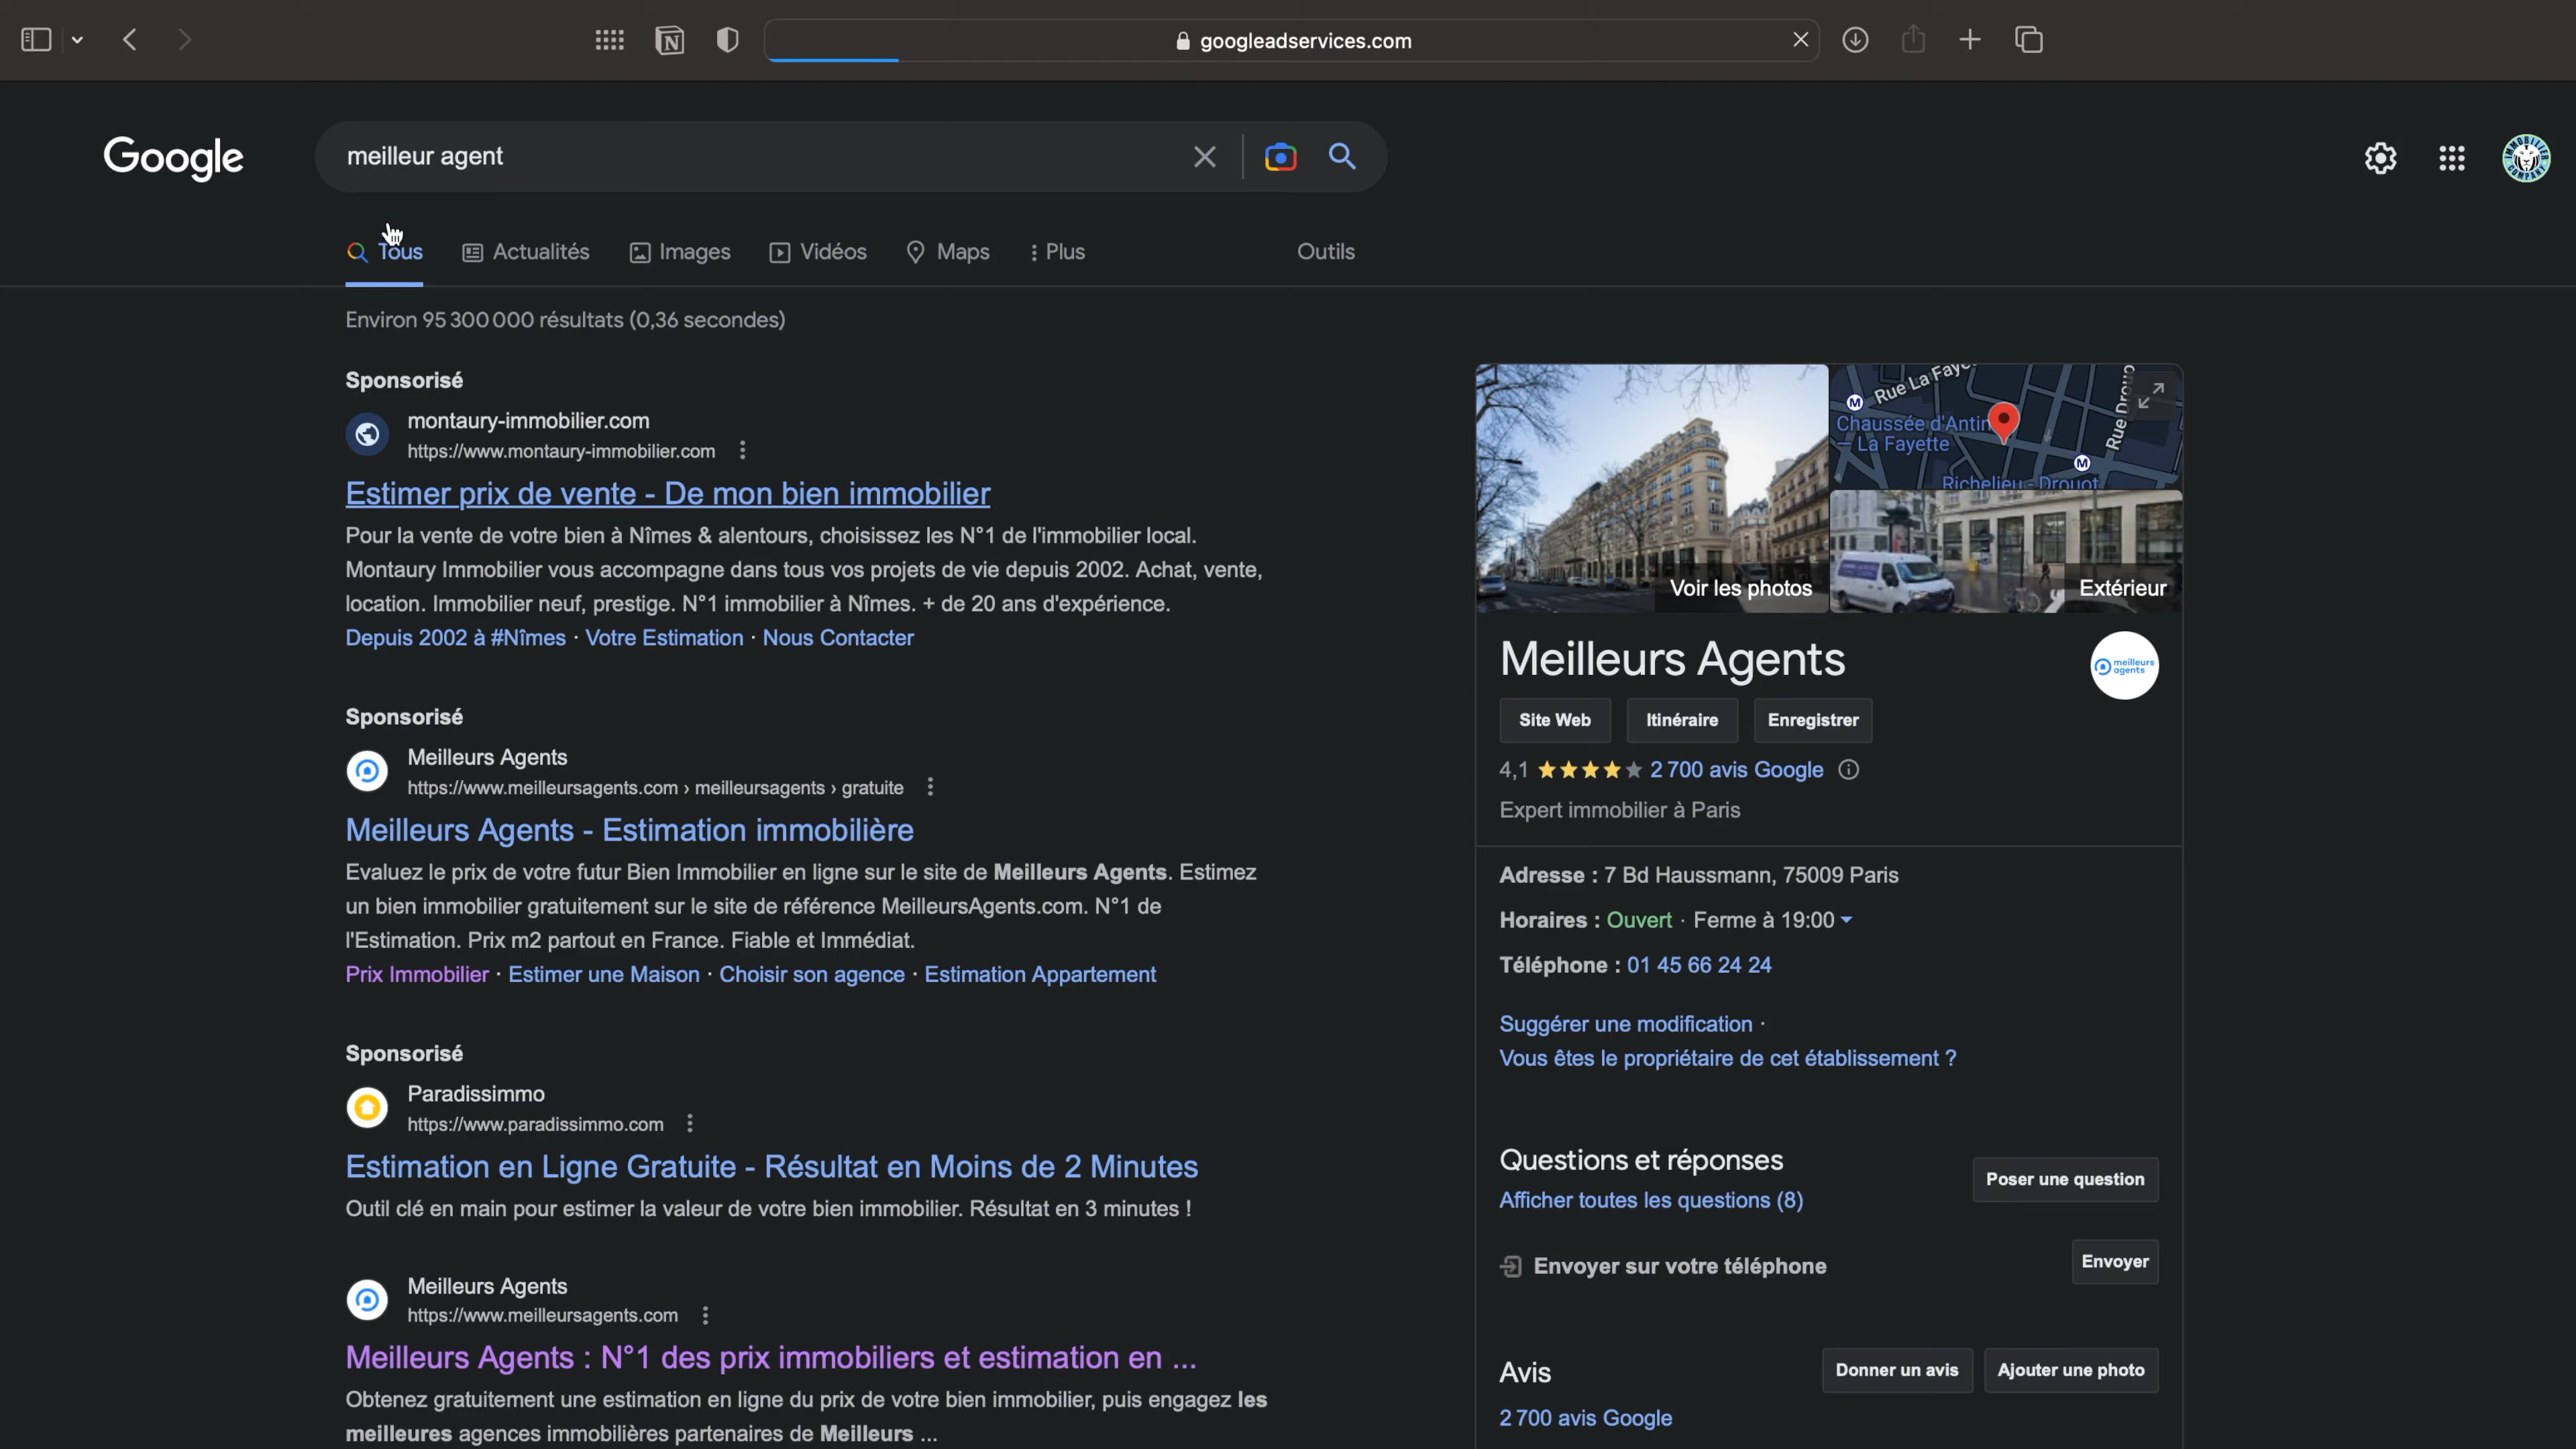 googleadservices.com
Google
meilleur agent
Tous
Actualités
Images
Vidéos
Maps
Plus
Outils
Environ 95 300 000 résultats (0,36 secondes)
Sponsorisé
montaury-immobilier.com
https://www.montaury-immobilier.com
Estimer prix de vente - De mon bien immobilier
Pour la vente de votre bien à Nîmes & alentours, choisissez les N°1 de l'immobilier local.
Montaury Immobilier vous accompagne dans tous vos projets de vie depuis 2002. Achat, vente,
location. Immobilier neuf, prestige. N°1 immobilier à Nîmes. + de 20 ans d'expérience.
Depuis 2002 à #Nîmes · Votre Estimation · Nous Contacter
Sponsorisé
Meilleurs Agents
https://www.meilleursagents.com › meilleursagents › gratuite
Meilleurs Agents - Estimation immobilière
Evaluez le prix de votre futur Bien Immobilier en ligne sur le site de Meilleurs Agents. Estimez
un bien immobilier gratuitement sur le site de référence MeilleursAgents.com. N°1 de
l'Estimation. Prix m2 partout en France. Fiable et Immédiat.
Prix Immobilier · Estimer une Maison · Choisir son agence · Estimation Appartement
Sponsorisé
Paradissimmo
https://www.paradissimmo.com
Estimation en Ligne Gratuite - Résultat en Moins de 2 Minutes
Outil clé en main pour estimer la valeur de votre bien immobilier. Résultat en 3 minutes !
Meilleurs Agents
https://www.meilleursagents.com
Meilleurs Agents : N°1 des prix immobiliers et estimation en ...
Obtenez gratuitement une estimation en ligne du prix de votre bien immobilier, puis engagez les
meilleures agences immobilières partenaires de Meilleurs ...
IMMOBILIER COMPANY
Rue La Faye
Rue Drouo
Chaussée d'Antin
– La Fayette
Richelieu - Drouot
Voir les photos
Extérieur
Meilleurs Agents
meilleurs
agents
Site Web
Itinéraire
Enregistrer
4,1
2 700 avis Google
Expert immobilier à Paris
Adresse : 7 Bd Haussmann, 75009 Paris
Horaires : Ouvert · Ferme à 19:00
Téléphone : 01 45 66 24 24
Suggérer une modification ·
Vous êtes le propriétaire de cet établissement ?
Questions et réponses
Poser une question
Afficher toutes les questions (8)
Envoyer sur votre téléphone
Envoyer
Avis
Donner un avis
Ajouter une photo
2 700 avis Google